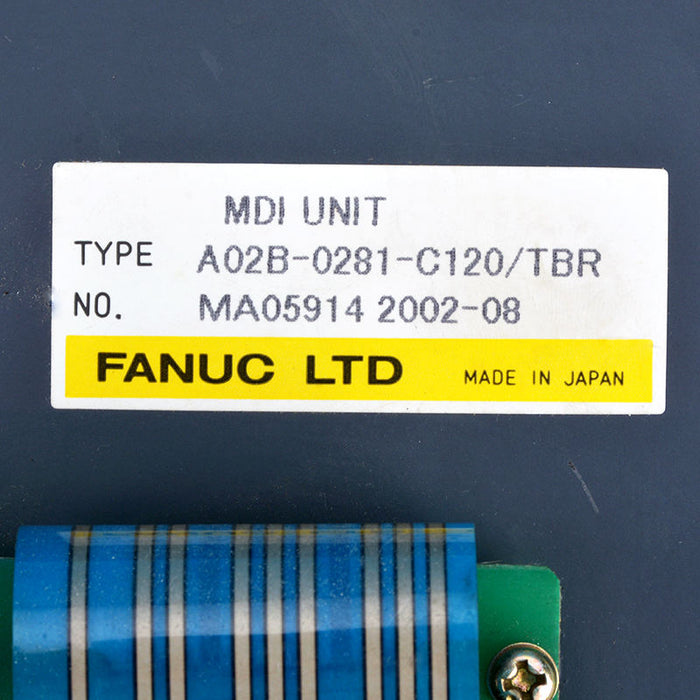 MDI UNIT
TYPE A02B-0281-C120/TBR
NO. MA05914 2002-08
FANUC LTD MADE IN JAPAN